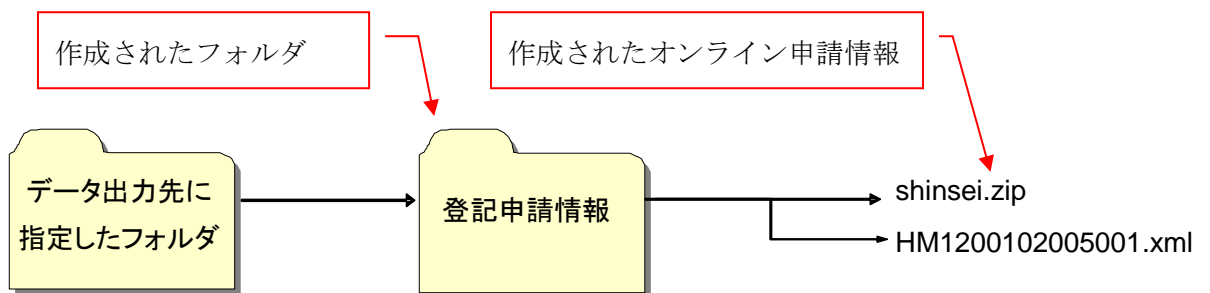 作成されたフォルダ
作成されたオンライン申請情報
データ出力先に
指定したフォルダ
登記申請情報
shinsei.zip
HM1200102005001.xml